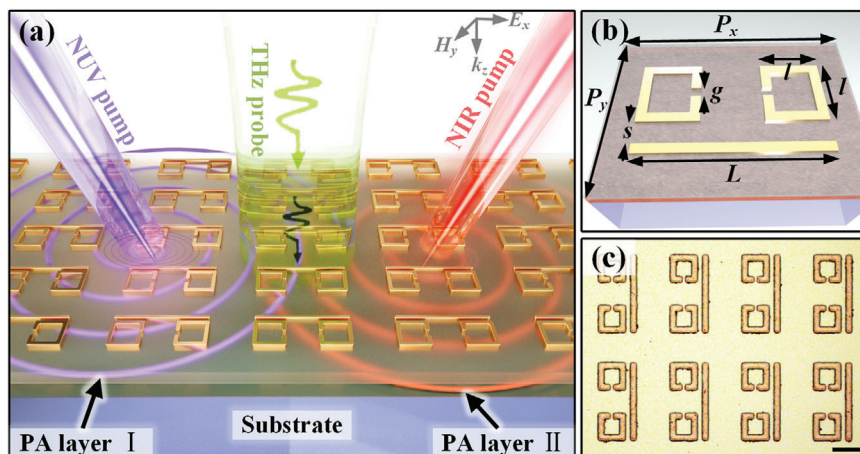 (a)
NUV pump
THz probe
NIR pump
H_y
E_x
k_z
PA layer I
Substrate
PA layer II
(b)
P_x
P_y
l
l
g
s
L
(c)